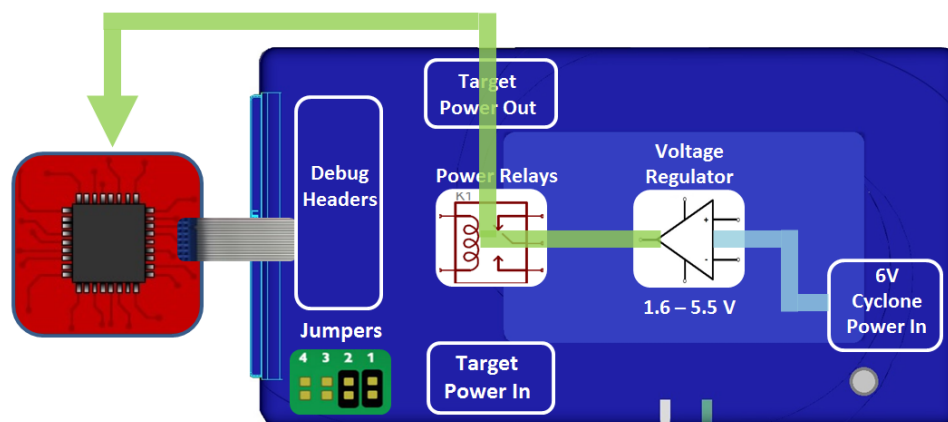 Target
Power Out
Debug
Headers
Power Relays
K1
Voltage
Regulator
+
-
1.6 – 5.5 V
6V
Cyclone
Power In
Jumpers
4 3 2 1
Target
Power In